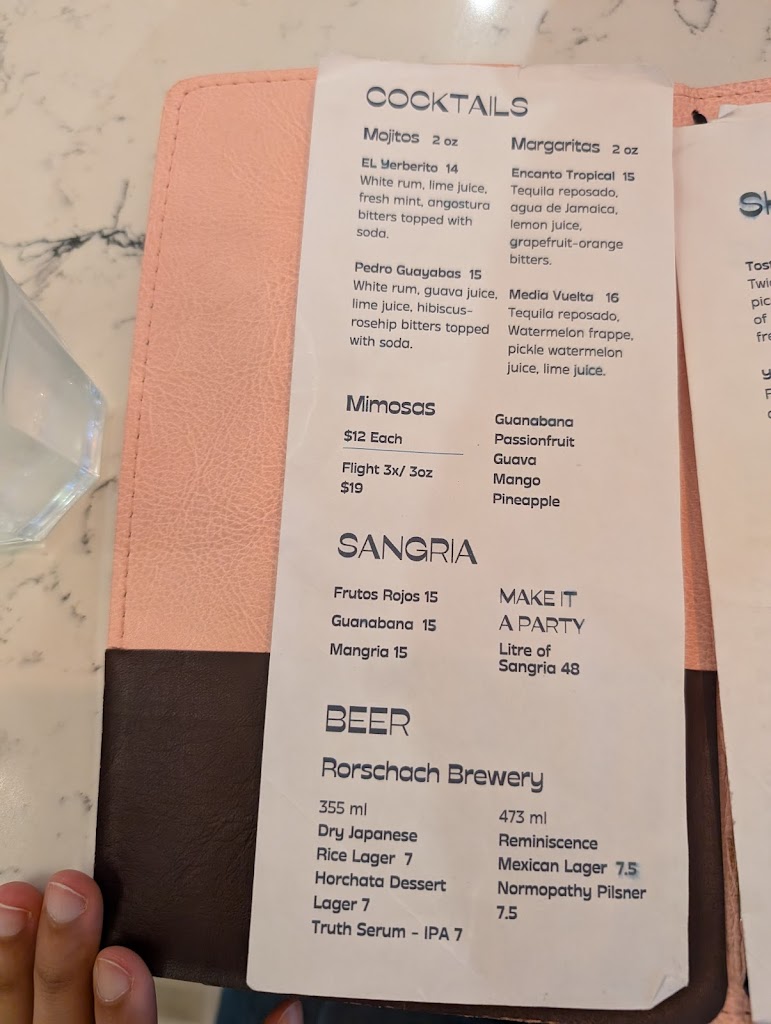 COCKTAILS
Mojitos 2 oz
EL Yerberito 14
White rum, lime juice,
fresh mint, angostura
bitters topped with
soda.
Pedro Guayabas 15
White rum, guava juice,
lime juice, hibiscus-
rosehip bitters topped
with soda.
Margaritas 2 oz
Encanto Tropical 15
Tequila reposado,
agua de Jamaica,
lemon juice,
grapefruit-orange
bitters.
Media Vuelta 16
Tequila reposado,
Watermelon frappe,
pickle watermelon
juice, lime juice.
Mimosas
$12 Each
Flight 3x/ 3oz
$19
Guanabana
Passionfruit
Guava
Mango
Pineapple
SANGRIA
Frutos Rojos 15
Guanabana 15
Mangria 15
MAKE IT
A PARTY
Litre of
Sangria 48
BEER
Rorschach Brewery
355 ml
Dry Japanese
Rice Lager 7
Horchata Dessert
Lager 7
Truth Serum - IPA 7
473 ml
Reminiscence
Mexican Lager 7.5
Normopathy Pilsner
7.5
of